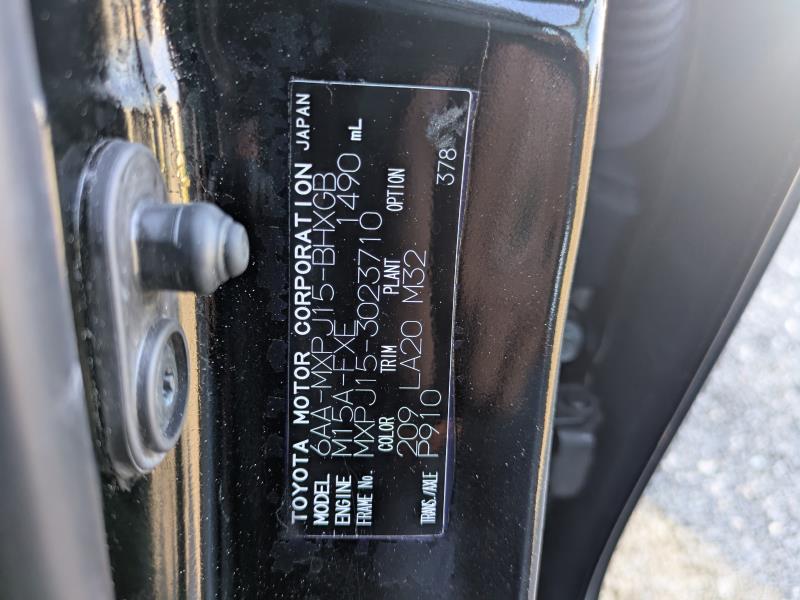 TOYOTA MOTOR CORPORATION JAPAN
MODEL 6AA-MXPJ15-BHXGB
ENGINE M15A-FXE 1490 mL
FRAME No. MXPJ15-3023710
COLOR TRIM PLANT OPTION
209 LA20 M32
TRANS./AXLE P910 378